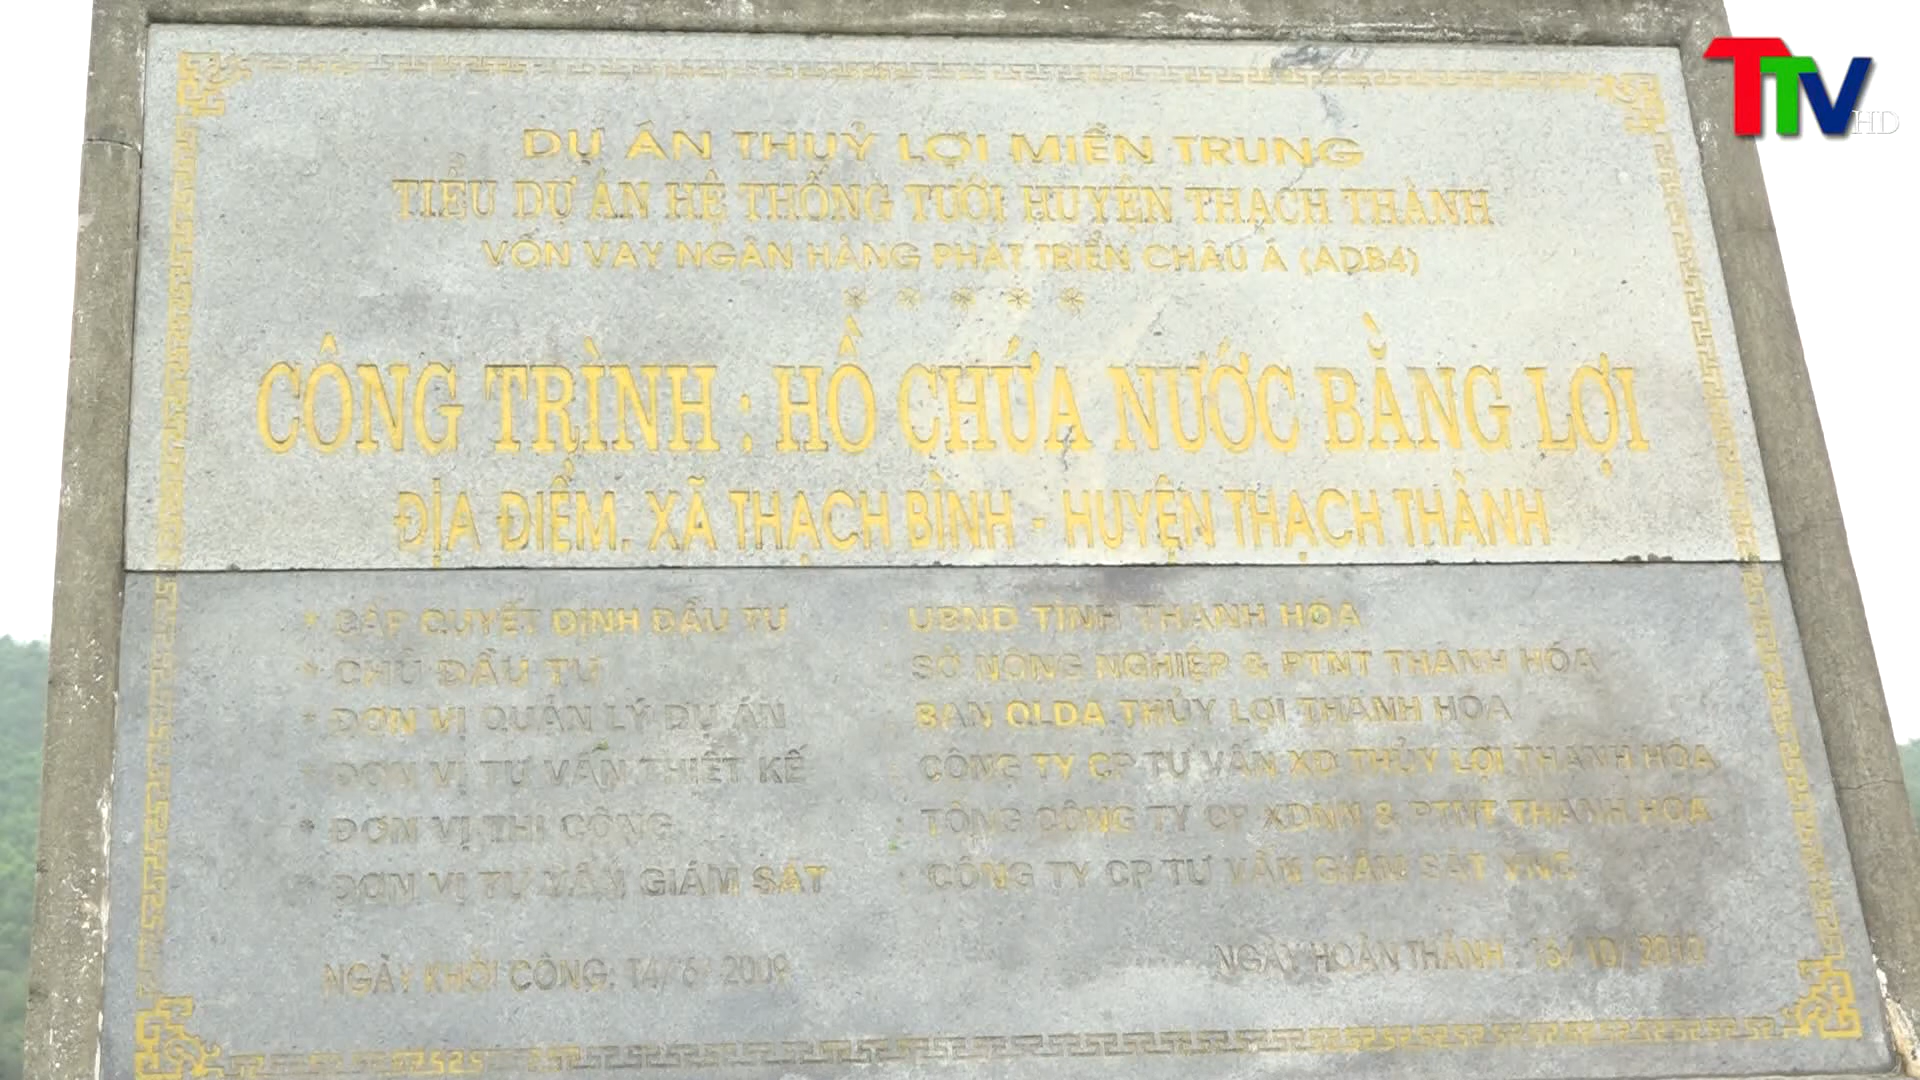 TTV HD
DỰ ÁN THUỶ LỢI MIỀN TRUNG
TIỂU DỰ ÁN HỆ THỐNG TƯỚI HUYỆN THẠCH THÀNH
VỐN VAY NGÂN HÀNG PHÁT TRIỂN CHÂU Á (ADB4)
* * * * *
CÔNG TRÌNH : HỒ CHỨA NƯỚC BẰNG LỢI
ĐỊA ĐIỂM. XÃ THẠCH BÌNH - HUYỆN THẠCH THÀNH
* CẤP QUYẾT ĐỊNH ĐẦU TƯ : UBND TỈNH THANH HÓA
* CHỦ ĐẦU TƯ : SỞ NÔNG NGHIỆP & PTNT THANH HÓA
* ĐƠN VỊ QUẢN LÝ DỰ ÁN : BAN QLDA THỦY LỢI THANH HÓA
* ĐƠN VỊ TƯ VẤN THIẾT KẾ : CÔNG TY CP TƯ VẤN XD THỦY LỢI THANH HÓA
* ĐƠN VỊ THI CÔNG : TỔNG CÔNG TY CP XDNN & PTNT THANH HÓA
* ĐƠN VỊ TƯ VẤN GIÁM SÁT : CÔNG TY CP TƯ VẤN GIÁM SÁT
NGÀY KHỞI CÔNG: 14/6/ 2009 NGÀY HOÀN THÀNH : 16/ 10/ 2010